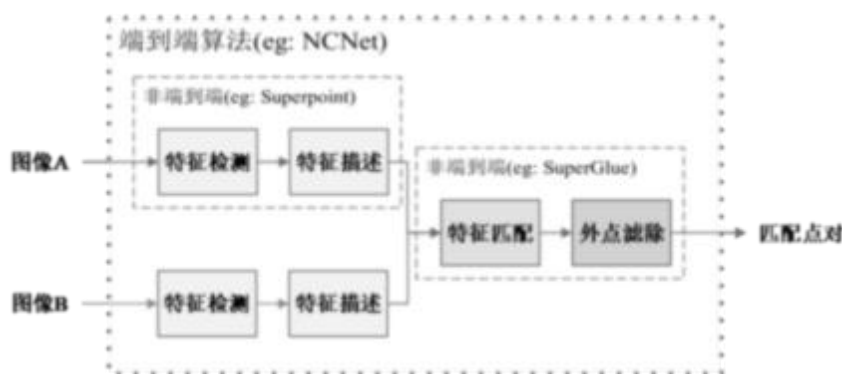 端到端算法(eg: NCNet)
非端到端(eg: Superpoint)
图像A
特征检测
特征描述
非端到端(eg: SuperGlue)
特征匹配
外点滤除
匹配点对
图像B
特征检测
特征描述